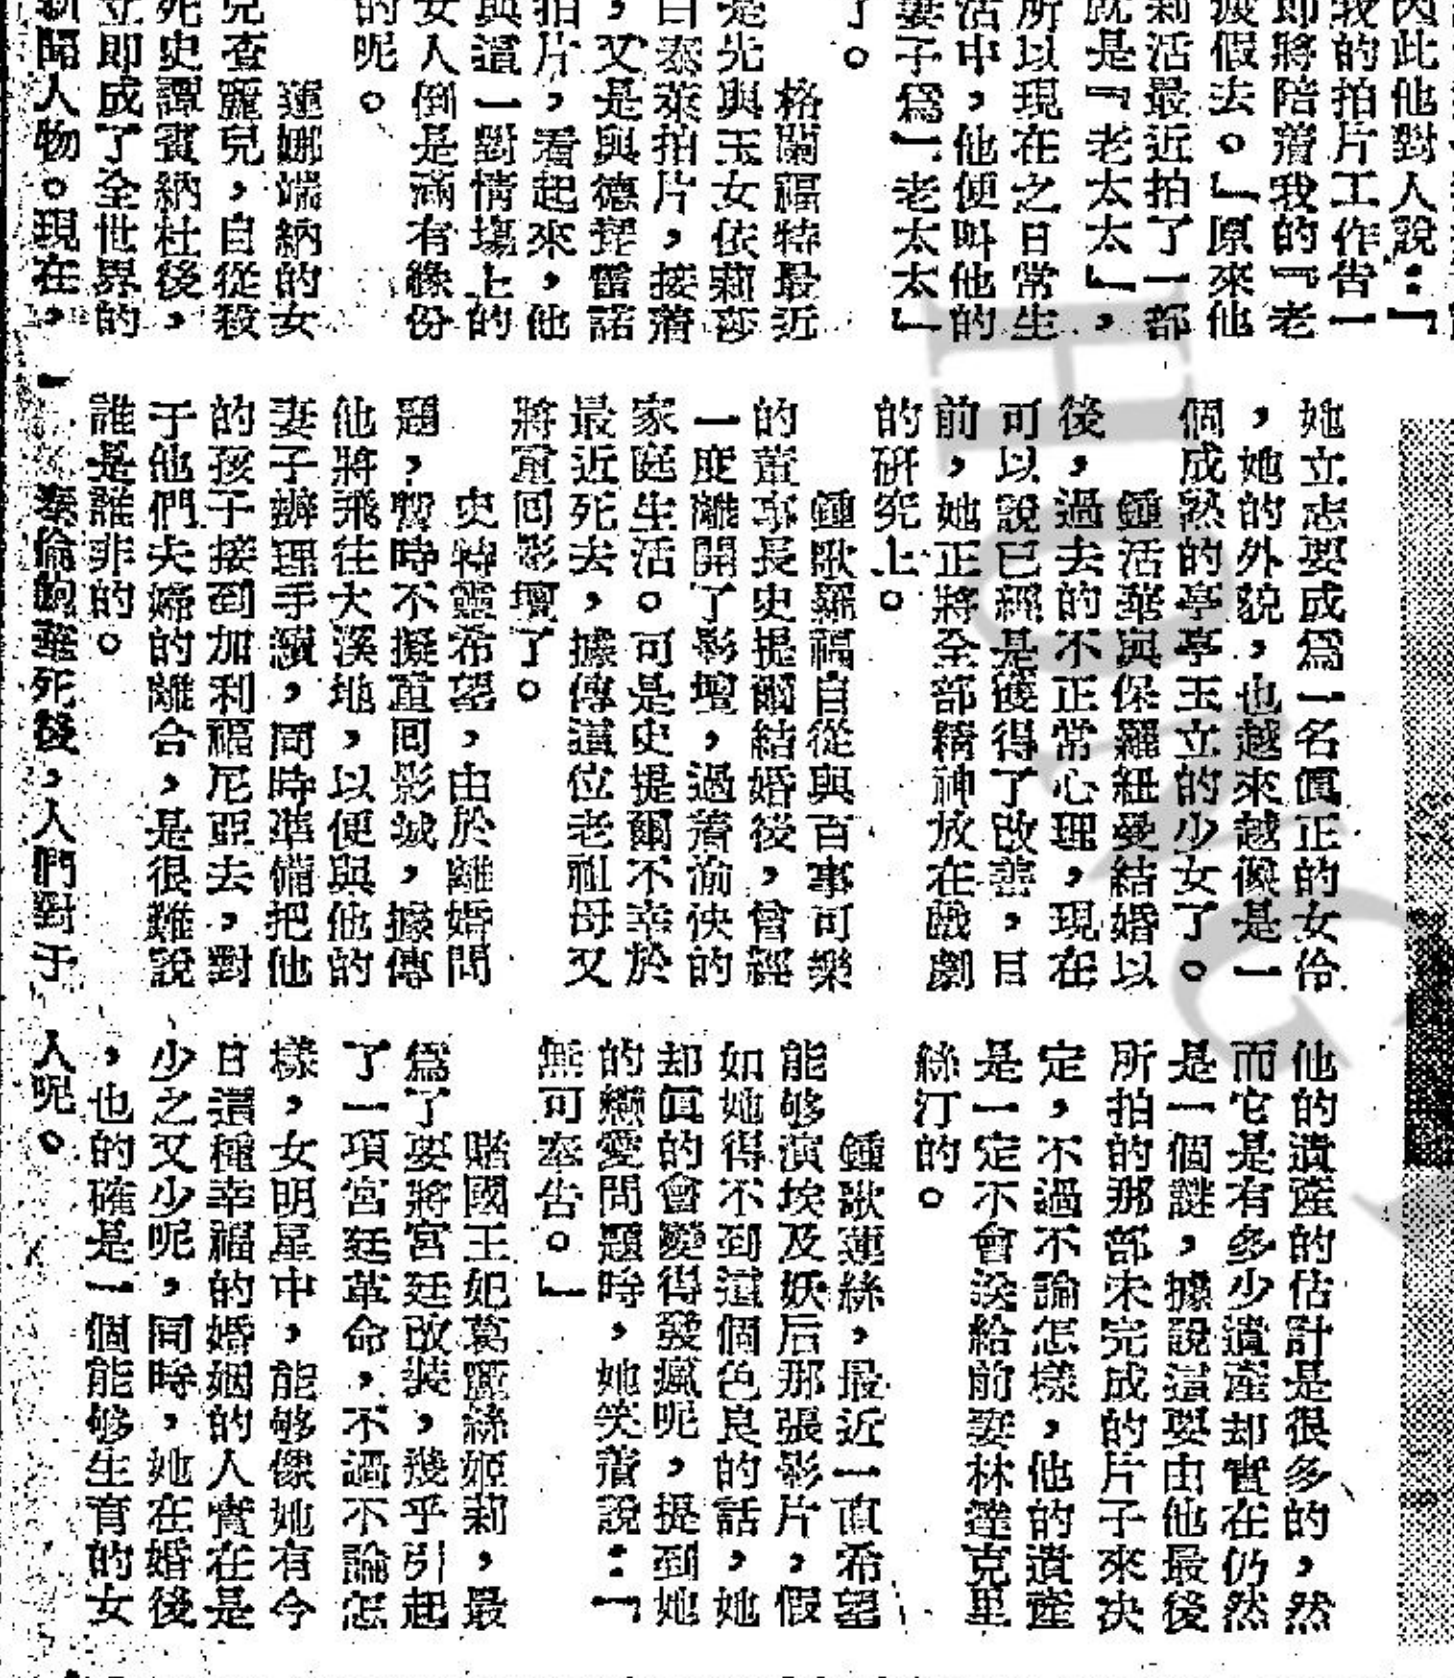 內此他對人說：「
我的拍片工作告一
即將陪着我的『老
疲假去。」原來他
莉活最近拍了一部
就是『老太太』，
所以現在之日常生
活中，他便叫他的
妻子爲「老太太」
了。
格蘭福特最近
是先與玉女依莉莎
白泰萊拍片，接着
，又是與德琵雷諾
拍片，看起來，他
與這一對情塲上的
女人倒是滿有緣份
的呢。
蓮娜端納的女
兒查麗兒，自從殺
死史譚賓納杜後，
立即成了全世界的
新聞人物。現在，
她立志要成爲一名眞正的女伶
，她的外貌，也越來越像是一
個成熟的亭亭玉立的少女了。
鍾活華與保羅紐曼結婚以
後，過去的不正常心理，現在
可以說已經是獲得了改善，目
前，她正將全部精神放在戲劇
的研究上。
鍾歌羅福自從與百事可樂
的董事長史提爾結婚後，曾經
一度離開了影壇，過着愉快的
家庭生活。可是史提爾不幸於
最近死去，據傳這位老祖母又
將重回影壇了。
史特靈希望，由於離婚問
題，暫時不擬重回影城，據傳
他將飛往大溪地，以便與他的
妻子辦理手續，同時準備把他
的孩子接到加利福尼亞去，對
于他們夫婦的離合，是很難說
誰是誰非的。
泰倫鮑華死後，人們對于
他的遺產的估計是很多的，然
而它是有多少遺產却實在仍然
是一個謎，據說這要由他最後
所拍的那部未完成的片子來决
定，不過不論怎樣，他的遺產
是一定不會淡給前妻林達克里
絲汀的。
鍾歌蓮絲，最近一直希望
能够演埃及妖后那張影片，假
如她得不到這個色良的話，她
却眞的會變得發瘋呢，提到她
的戀愛問題時，她笑着說：「
無可奉告。」
賭國王妃葛麗絲姬莉，最
爲了要將宮廷改裝，幾乎引起
了一項宮廷革命，不過不論怎
樣，女明星中，能够像她有今
日這種幸福的婚姻的人實在是
少之又少呢，同時，她在婚後
，也的確是一個能够生育的女
人呢。
HONG